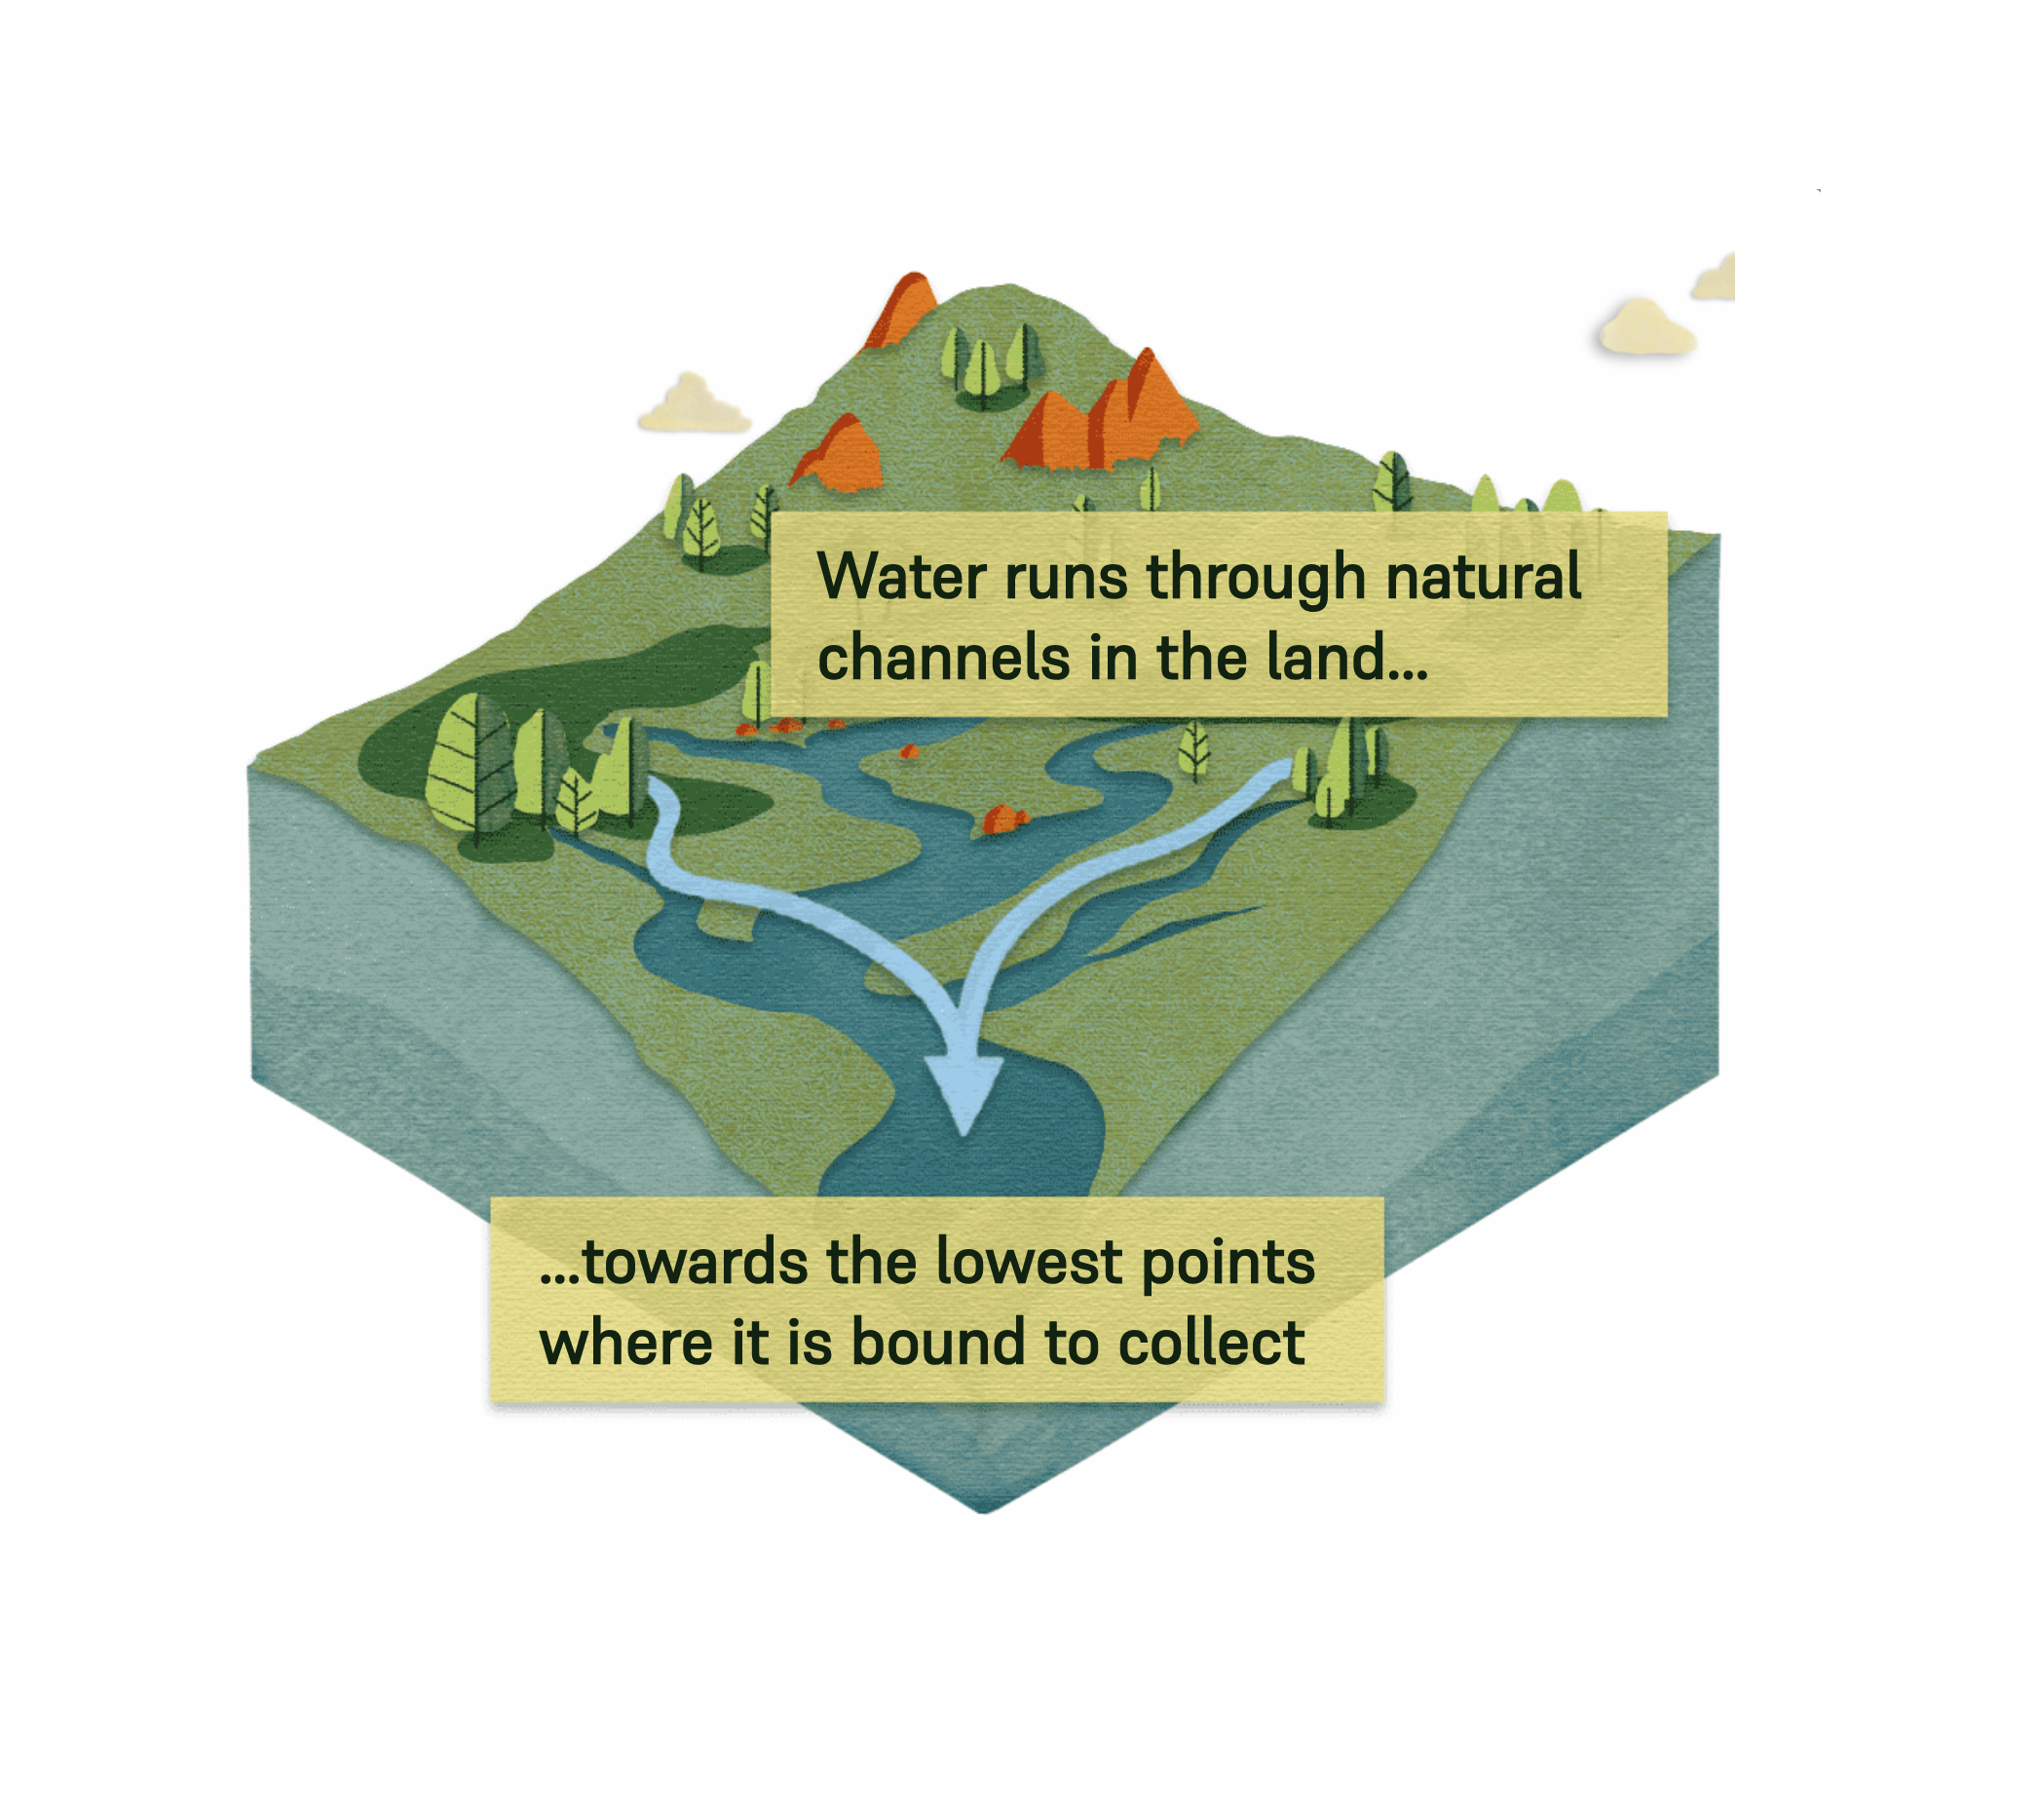 Water runs through natural
channels in the land...
...towards the lowest points
where it is bound to collect